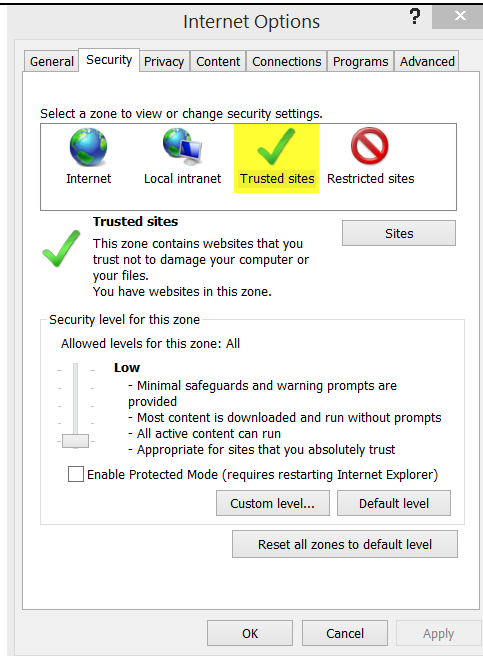 Internet Options ? ×
General Security Privacy Content Connections Programs Advanced
Select a zone to view or change security settings.
Internet Local intranet Trusted sites Restricted sites
Trusted sites
Sites
This zone contains websites that you
trust not to damage your computer or
your files.
You have websites in this zone.
Security level for this zone
Allowed levels for this zone: All
Low
- Minimal safeguards and warning prompts are
provided
- Most content is downloaded and run without prompts
- All active content can run
- Appropriate for sites that you absolutely trust
Enable Protected Mode (requires restarting Internet Explorer)
Custom level... Default level
Reset all zones to default level
OK Cancel Apply